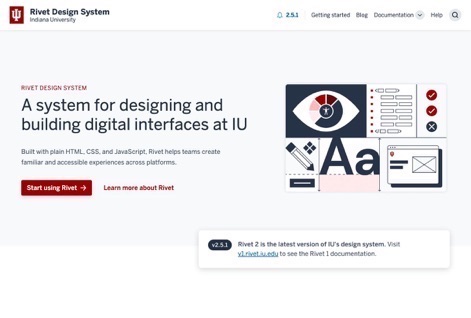 Rivet Design System
Indiana University
2.5.1
Getting started
Blog
Documentation
Help
RIVET DESIGN SYSTEM
A system for designing and
building digital interfaces at IU
Built with plain HTML, CSS, and JavaScript, Rivet helps teams create
familiar and accessible experiences across platforms.
Start using Rivet →
Learn more about Rivet
Aa
v2.5.1
Rivet 2 is the latest version of IU's design system. Visit
v1.rivet.iu.edu to see the Rivet 1 documentation.